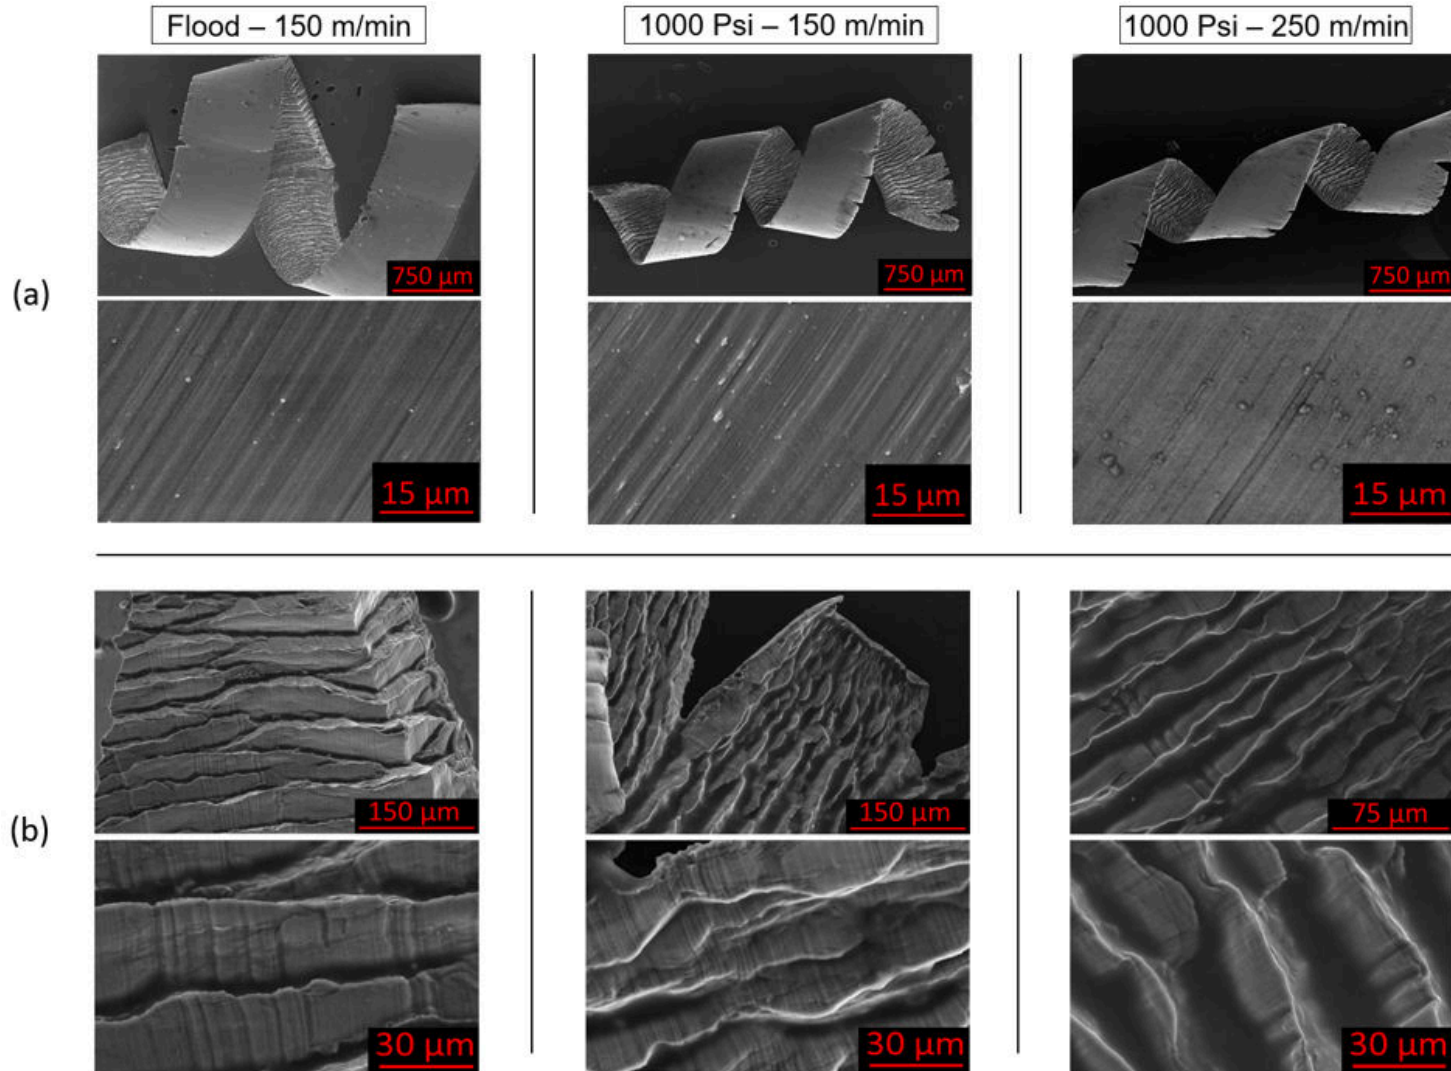 Flood – 150 m/min
1000 Psi – 150 m/min
1000 Psi – 250 m/min
(a)
750 µm
750 µm
750 µm
15 µm
15 µm
15 µm
(b)
150 µm
150 µm
75 µm
30 µm
30 µm
30 µm